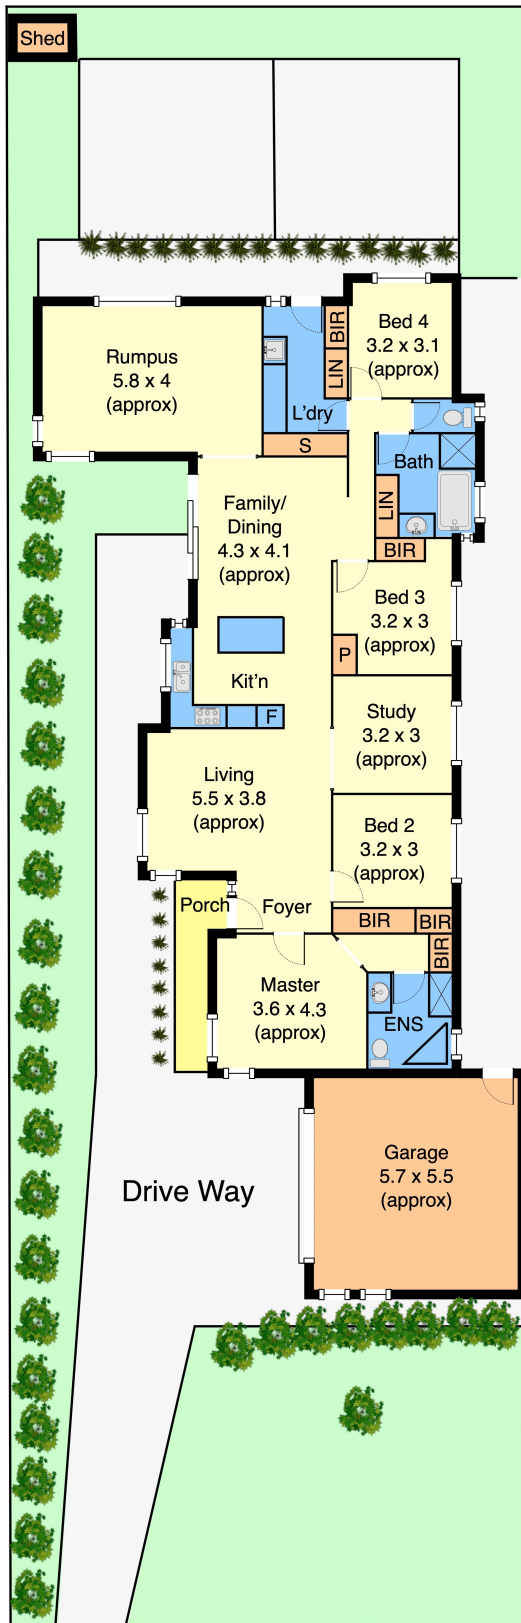 Shed
BIR
Bed 4
3.2 x 3.1
(approx)
Rumpus
5.8 x 4
(approx)
LIN
L'dry
S
Bath
LIN
Family/
Dining
4.3 x 4.1
(approx)
BIR
Bed 3
3.2 x 3
(approx)
P
Kit'n
F
Study
3.2 x 3
(approx)
Living
5.5 x 3.8
(approx)
Bed 2
3.2 x 3
(approx)
Porch
Foyer
BIR
BIR
BIR
Master
3.6 x 4.3
(approx)
ENS
Garage
5.7 x 5.5
(approx)
Drive Way